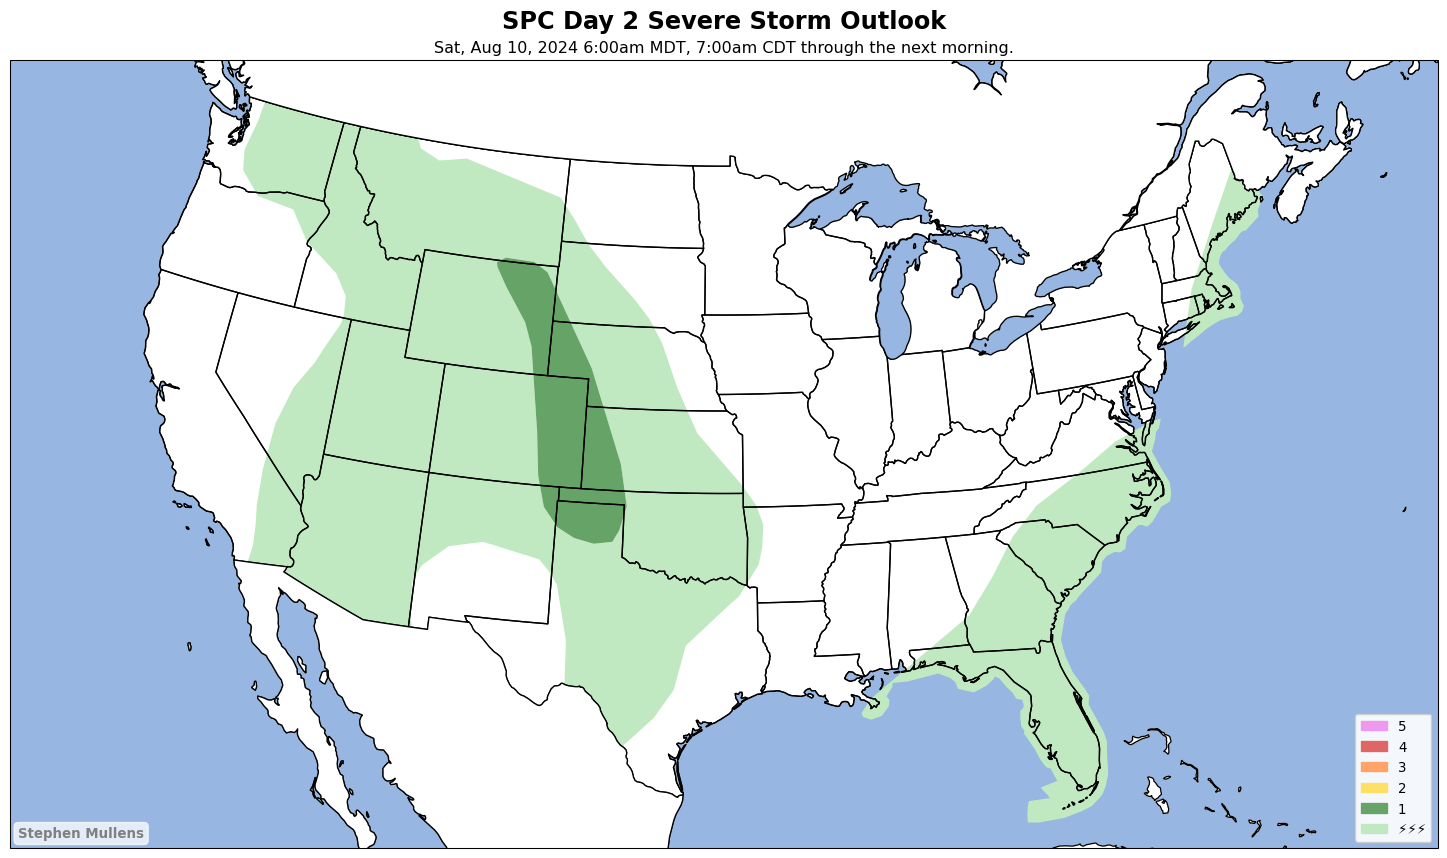 SPC Day 2 Severe Storm Outlook
Sat, Aug 10, 2024 6:00am MDT, 7:00am CDT through the next morning.
5
4
3
2
1
⚡⚡⚡
Stephen Mullens